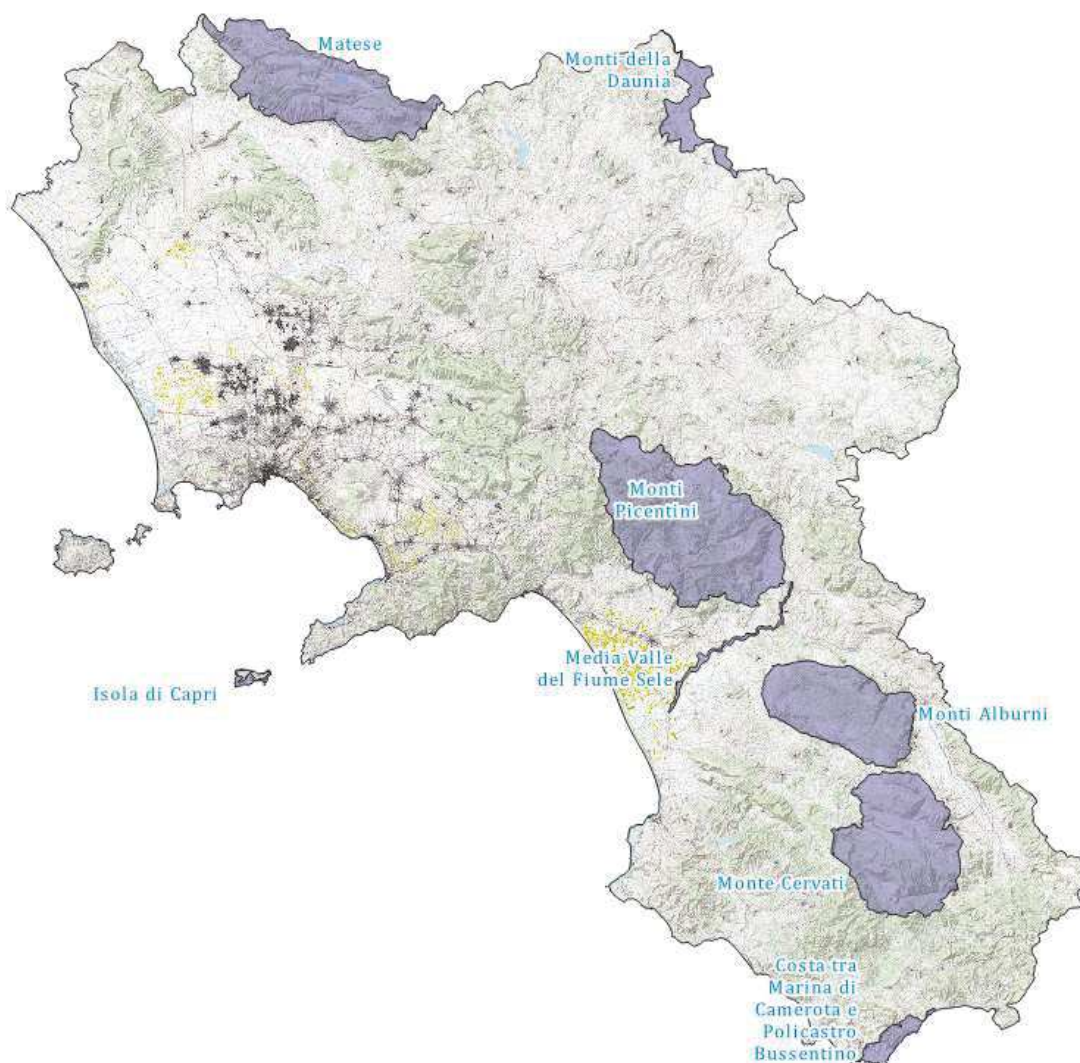 Matese
Monti della
Daunia
Monti
Picentini
Media Valle
del Fiume Sele
Isola di Capri
Monti Alburni
Monte Cervati
Costa tra
Marina di
Camerota e
Policastro
Bussentino